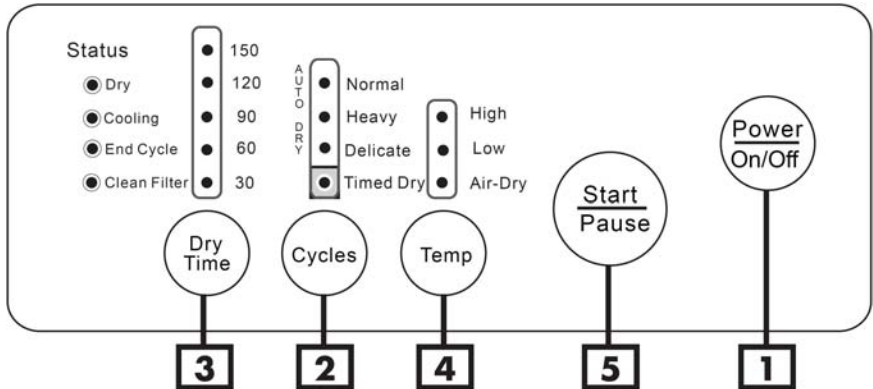 Status
Dry
Cooling
End Cycle
Clean Filter
150
120
90
60
30
AUTO DRY
Normal
Heavy
Delicate
Timed Dry
High
Low
Air-Dry
Dry
Time
Cycles
Temp
Start
Pause
Power
On/Off
3
2
4
5
1